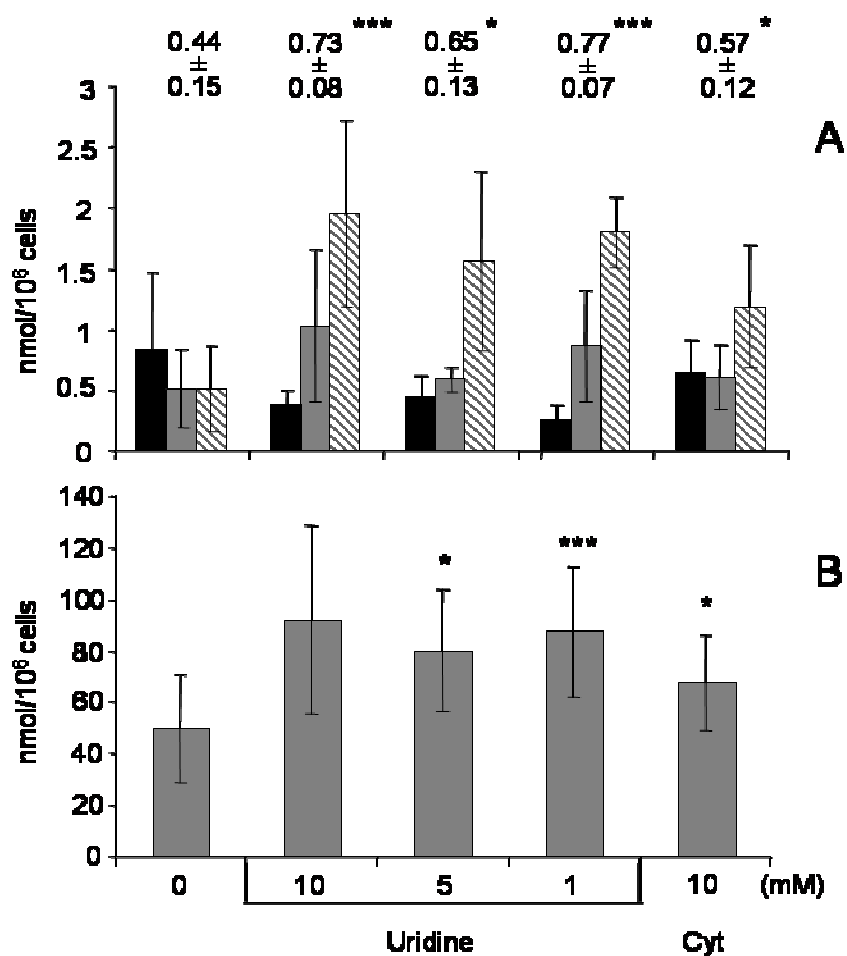 *** * *** *
0.44 0.73 0.65 0.77 0.57
± ± ± ± ±
0.15 0.08 0.13 0.07 0.12
A
3
2.5
2
1.5
1
0.5
0
nmol/10⁶ cells
B
140
120
100
80
60
40
20
0
nmol/10⁶ cells
* *** *
0 10 5 1 10 (mM)
Uridine Cyt